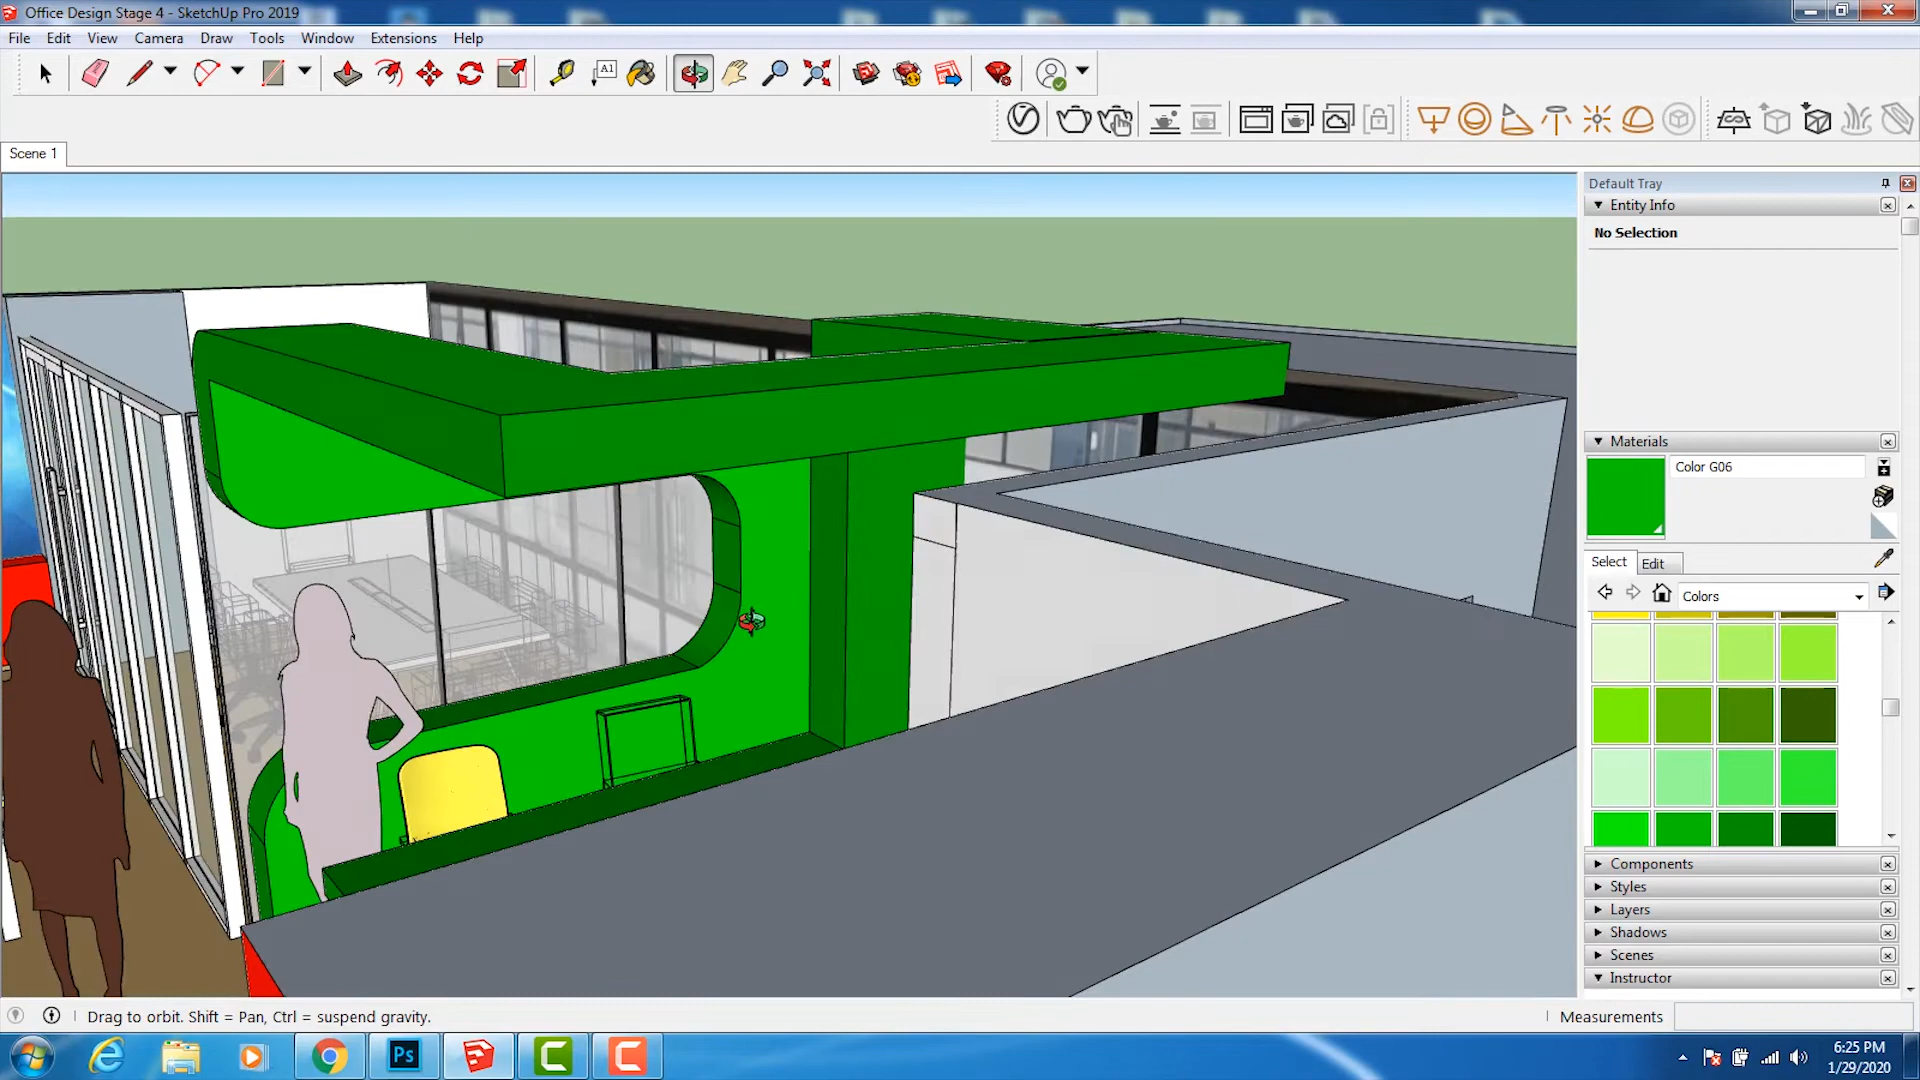 Office Design Stage 4 - SketchUp Pro 2019
File Edit View Camera Draw Tools Window Extensions Help
A1
Scene 1
Default Tray
Entity Info
No Selection
Materials
Color G06
Select Edit
Colors
Components
Styles
Layers
Shadows
Scenes
Instructor
Drag to orbit. Shift = Pan, Ctrl = suspend gravity.
Measurements
Ps
6:25 PM
1/29/2020